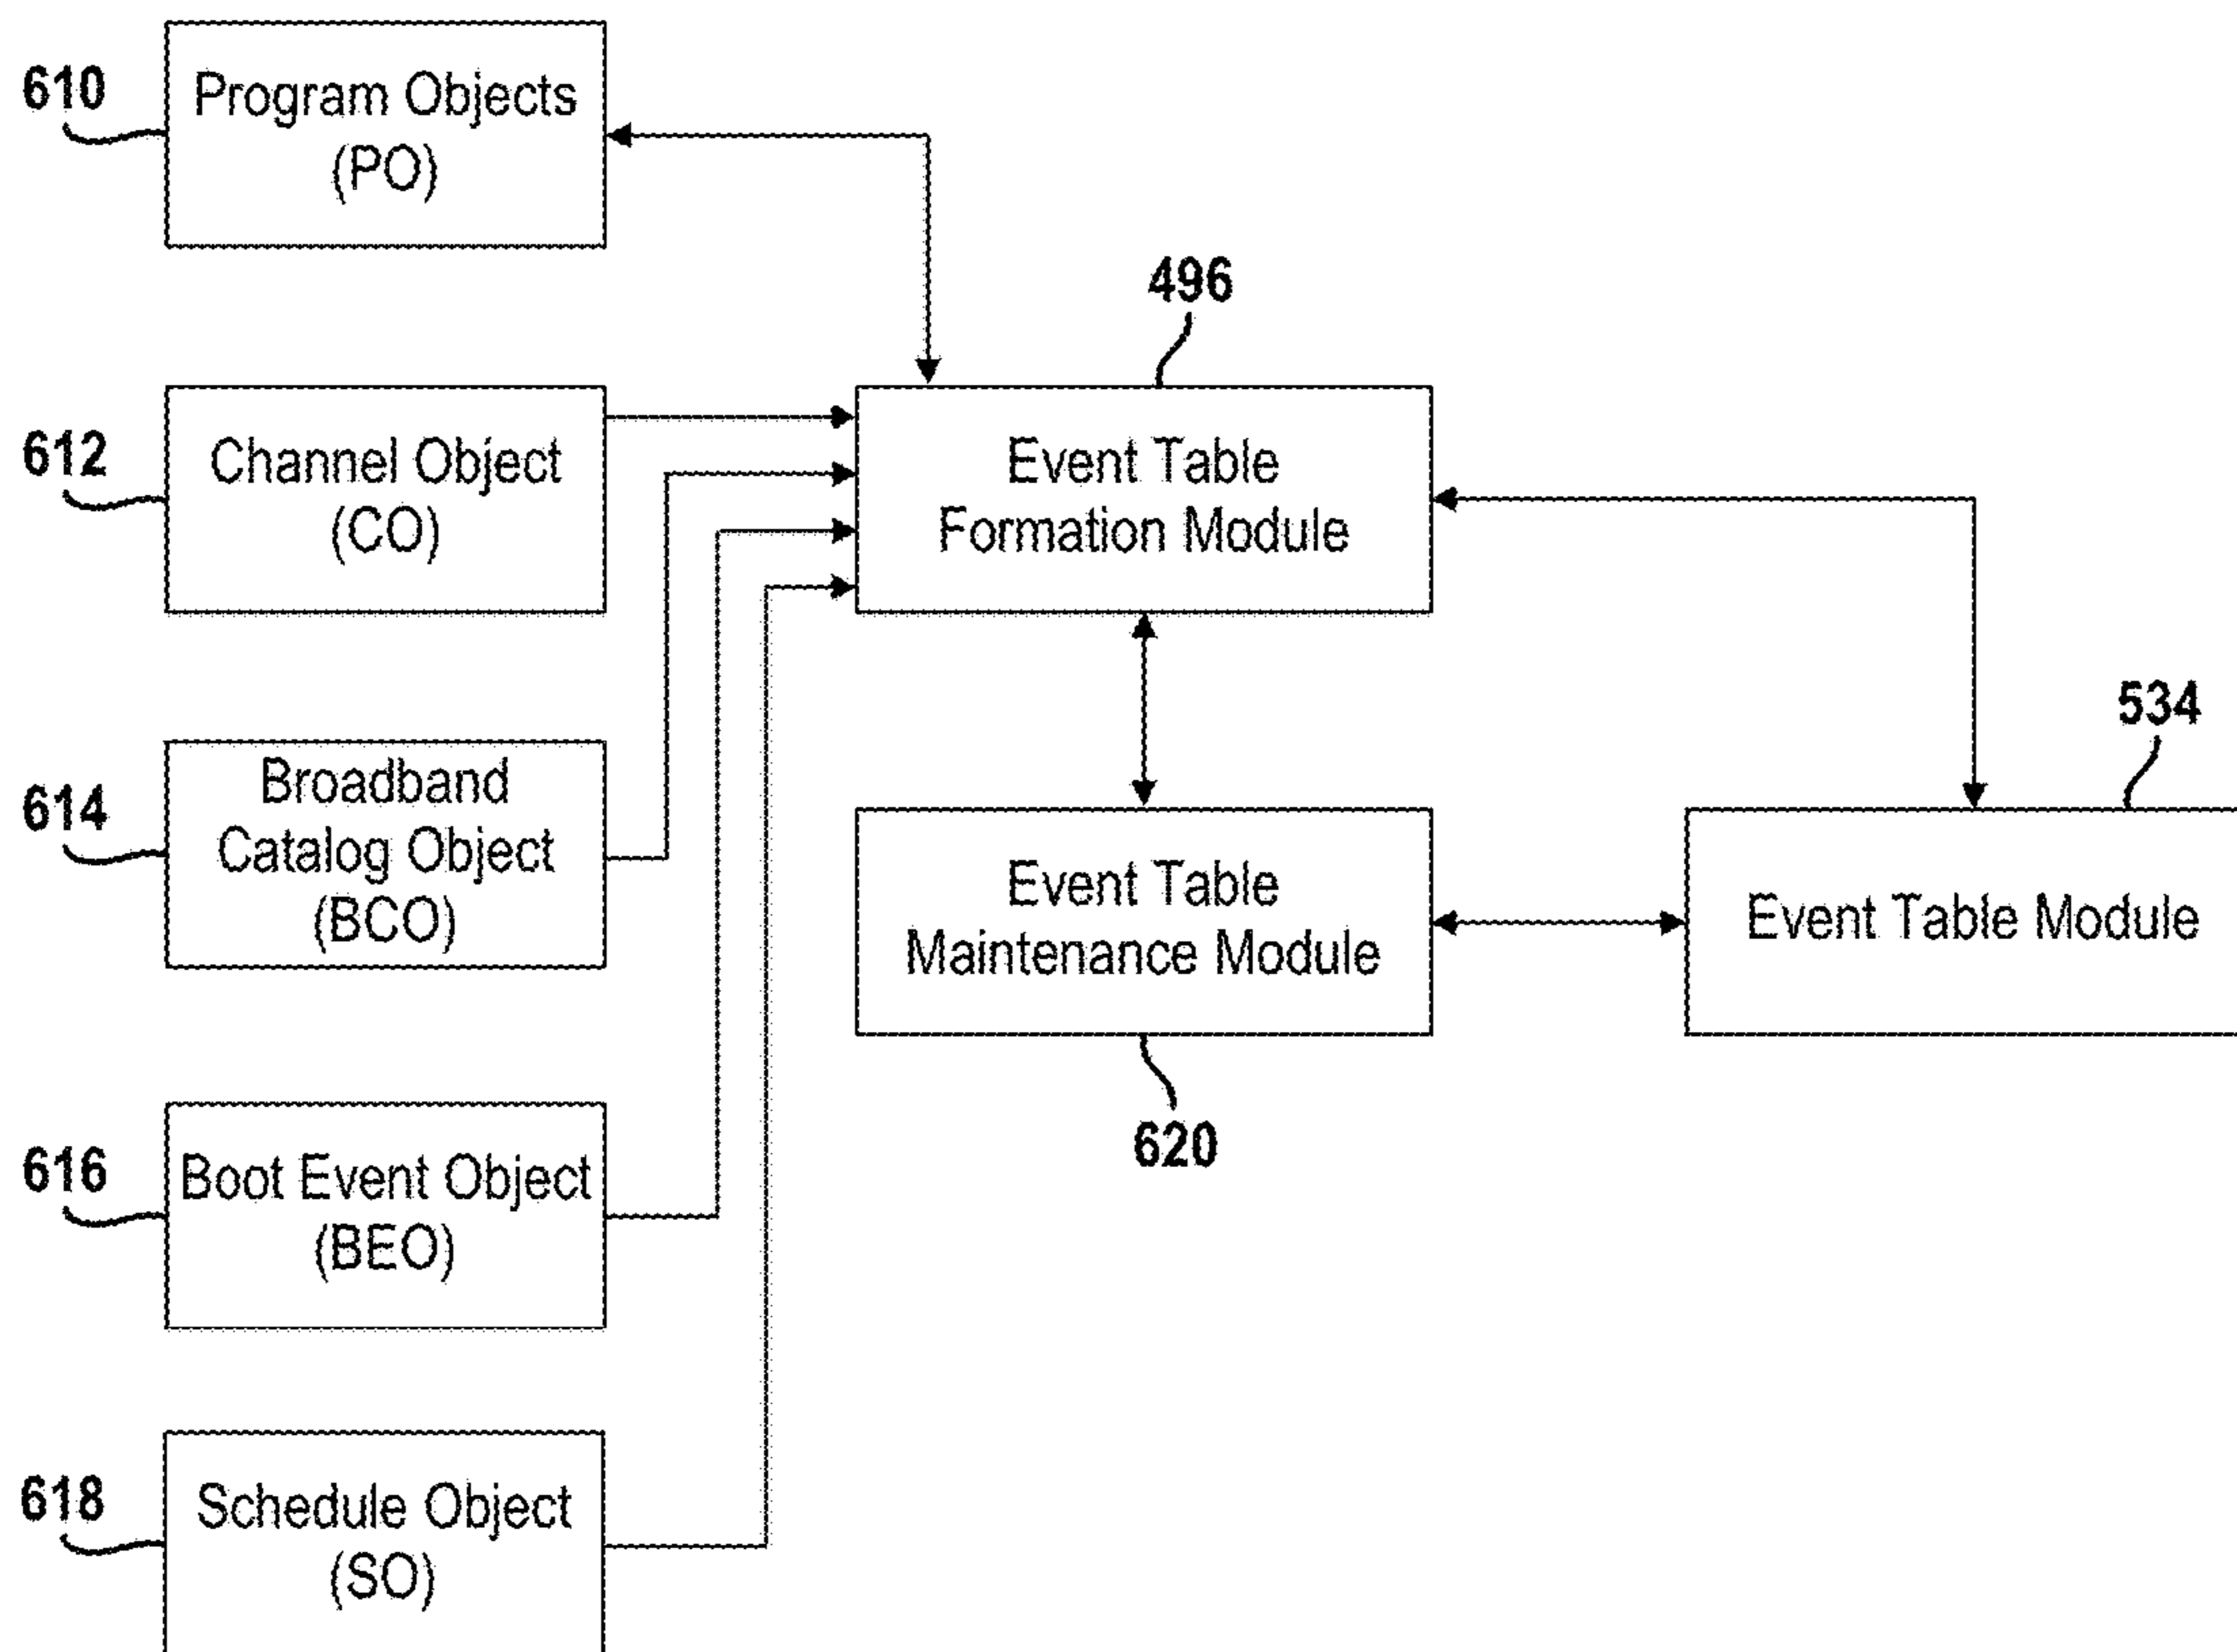 610
Program Objects
(PO)
496
612
Channel Object
(CO)
Event Table
Formation Module
534
614
Broadband
Catalog Object
(BCO)
Event Table
Maintenance Module
Event Table Module
620
616
Boot Event Object
(BEO)
618
Schedule Object
(SO)